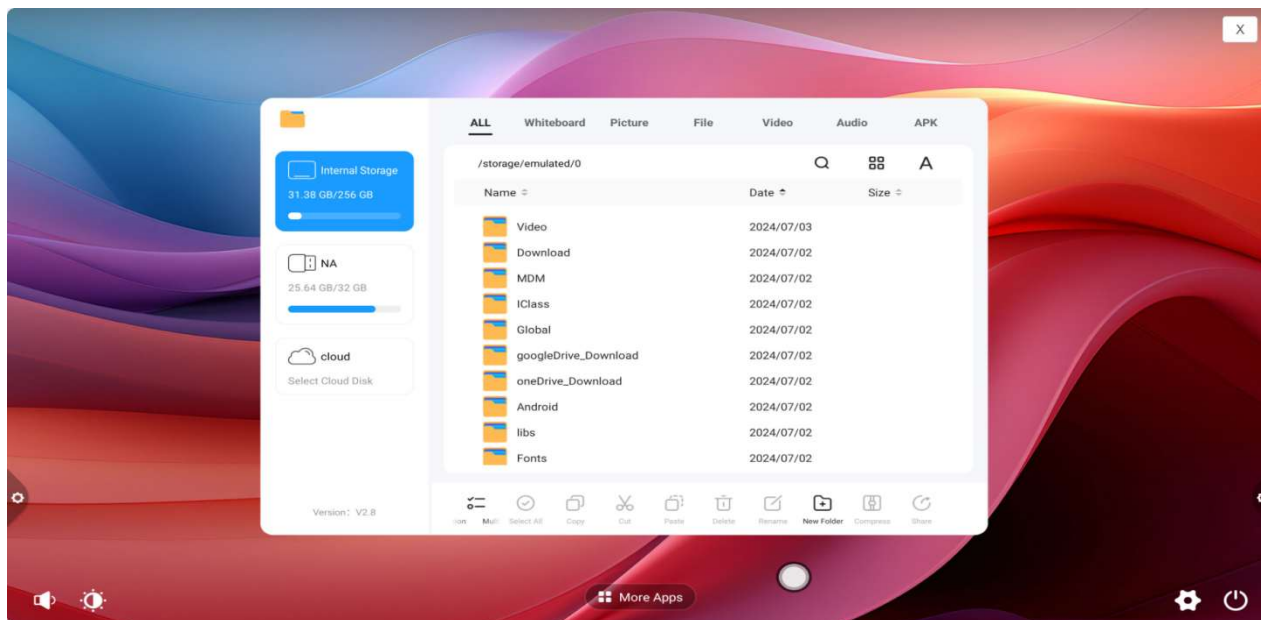 X
ALL Whiteboard Picture File Video Audio APK
Internal Storage
31.38 GB/256 GB
NA
25.64 GB/32 GB
cloud
Select Cloud Disk
Version: V2.8
/storage/emulated/0 A
Name Date Size
Video 2024/07/03
Download 2024/07/02
MDM 2024/07/02
IClass 2024/07/02
Global 2024/07/02
googleDrive_Download 2024/07/02
oneDrive_Download 2024/07/02
Android 2024/07/02
libs 2024/07/02
Fonts 2024/07/02
ion Mult Select All Copy Cut Paste Delete Rename New Folder Compress Share
More Apps